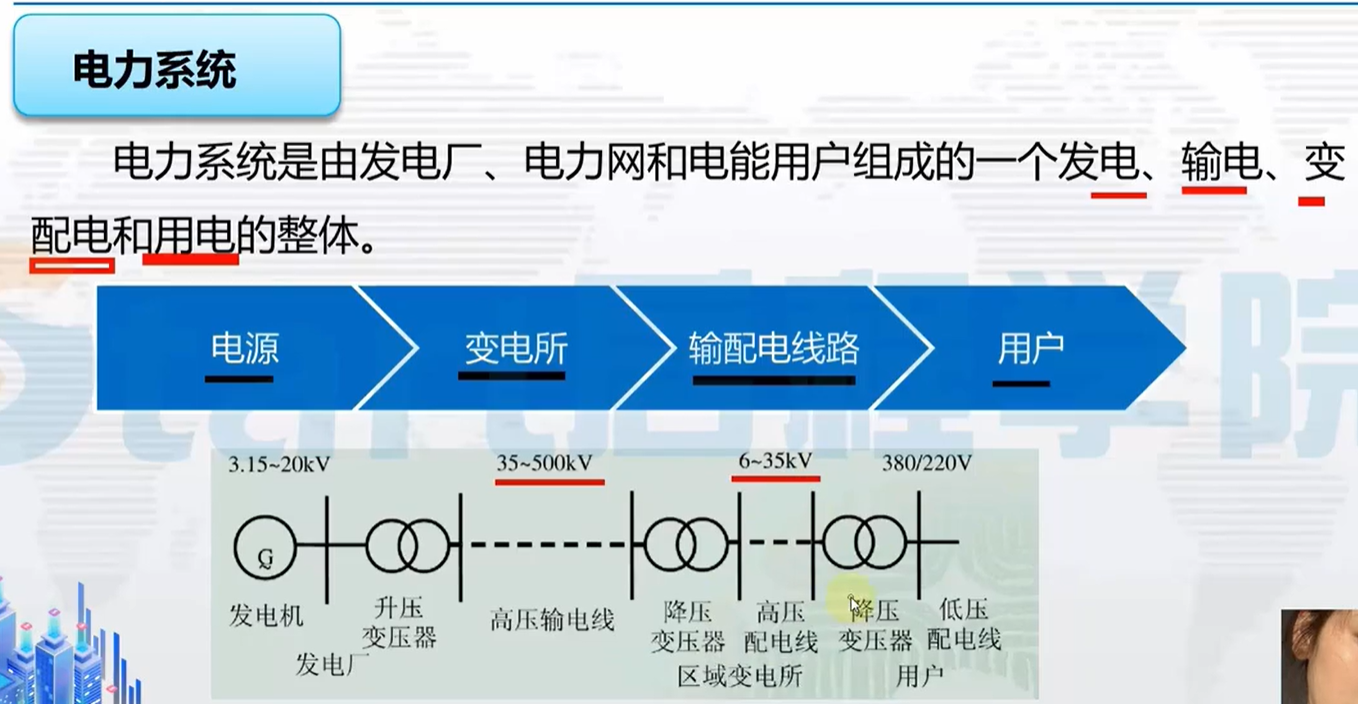 电力系统
电力系统是由发电厂、电力网和电能用户组成的一个发电、输电、变
配电和用电的整体。
电源
变电所
输配电线路
用户
3.15~20kV
35~500kV
6~35kV
380/220V
G
发电机
升压
变压器
高压输电线
降压
变压器
高压
配电线
降压
变压器
低压
配电线
发电厂
区域变电所
用户